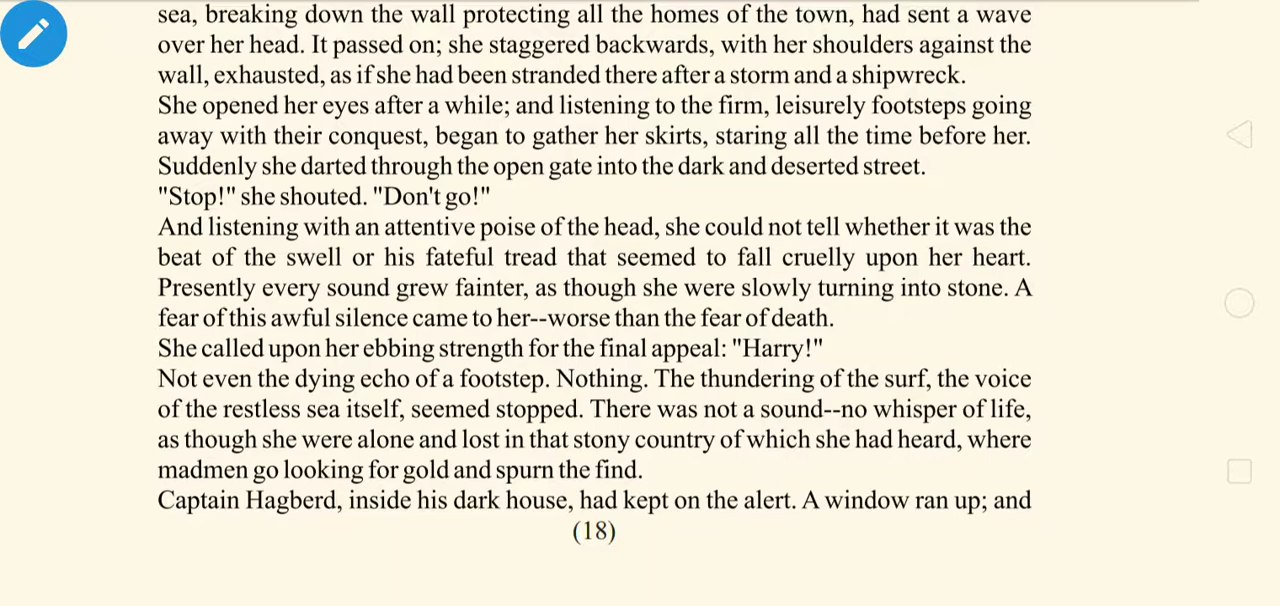 sea, breaking down the wall protecting all the homes of the town, had sent a wave
over her head. It passed on; she staggered backwards, with her shoulders against the
wall, exhausted, as if she had been stranded there after a storm and a shipwreck.
She opened her eyes after a while; and listening to the firm, leisurely footsteps going
away with their conquest, began to gather her skirts, staring all the time before her.
Suddenly she darted through the open gate into the dark and deserted street.
"Stop!" she shouted. "Don't go!"
And listening with an attentive poise of the head, she could not tell whether it was the
beat of the swell or his fateful tread that seemed to fall cruelly upon her heart.
Presently every sound grew fainter, as though she were slowly turning into stone. A
fear of this awful silence came to her--worse than the fear of death.
She called upon her ebbing strength for the final appeal: "Harry!"
Not even the dying echo of a footstep. Nothing. The thundering of the surf, the voice
of the restless sea itself, seemed stopped. There was not a sound--no whisper of life,
as though she were alone and lost in that stony country of which she had heard, where
madmen go looking for gold and spurn the find.
Captain Hagberd, inside his dark house, had kept on the alert. A window ran up; and
(18)